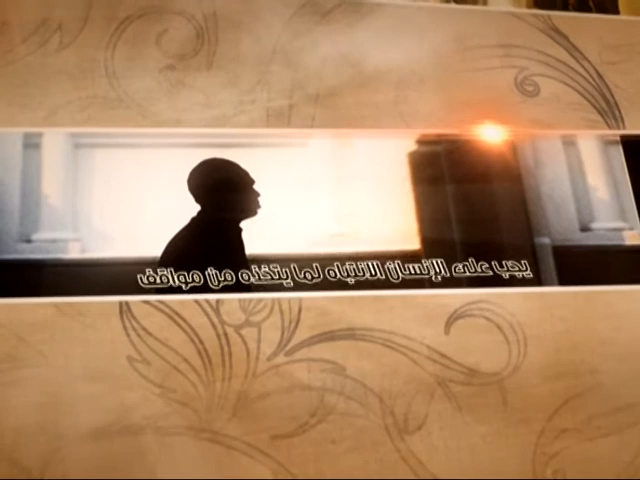 يجب على الإنسان الانتباه لما يتخذه من مواقف